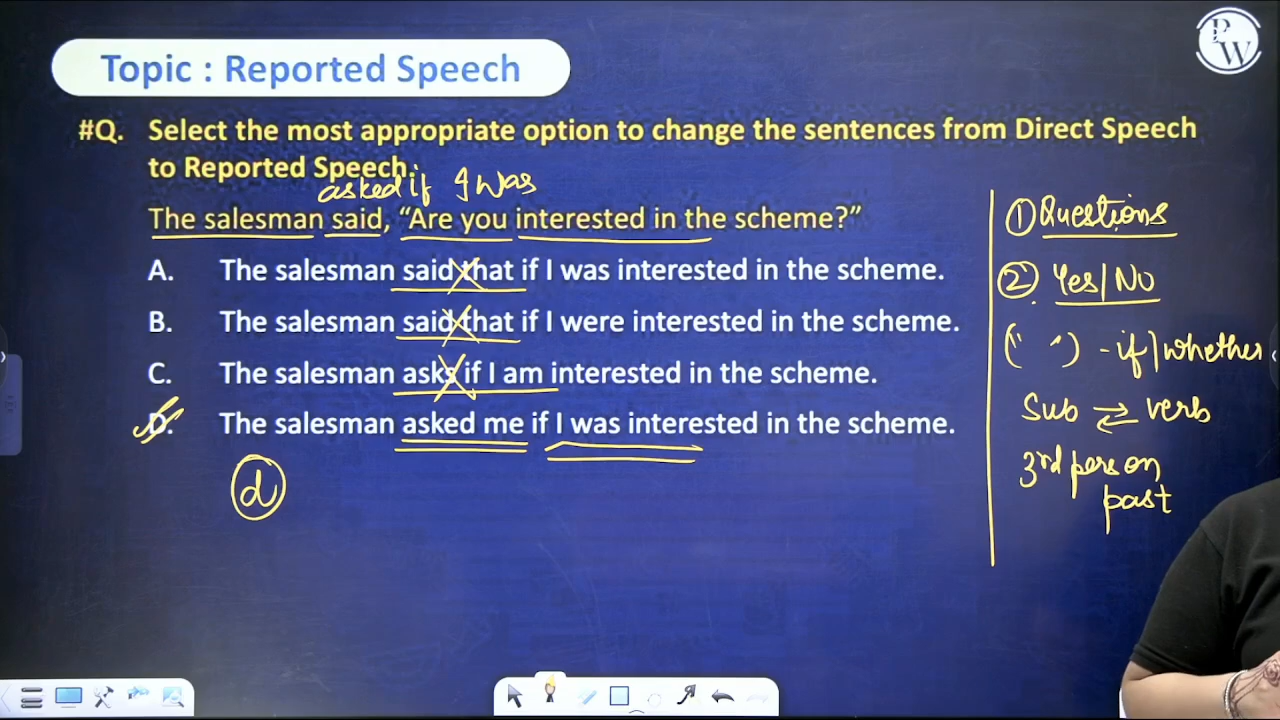 PW
Topic : Reported Speech
#Q. Select the most appropriate option to change the sentences from Direct Speech
to Reported Speech.
asked if I was
The salesman said, “Are you interested in the scheme?”
A. The salesman said that if I was interested in the scheme.
B. The salesman said that if I were interested in the scheme.
C. The salesman asks if I am interested in the scheme.
D. The salesman asked me if I was interested in the scheme.
d
① Questions
② Yes/No
(“ ”) - if/whether
Sub ⇄ verb
3rd person
past